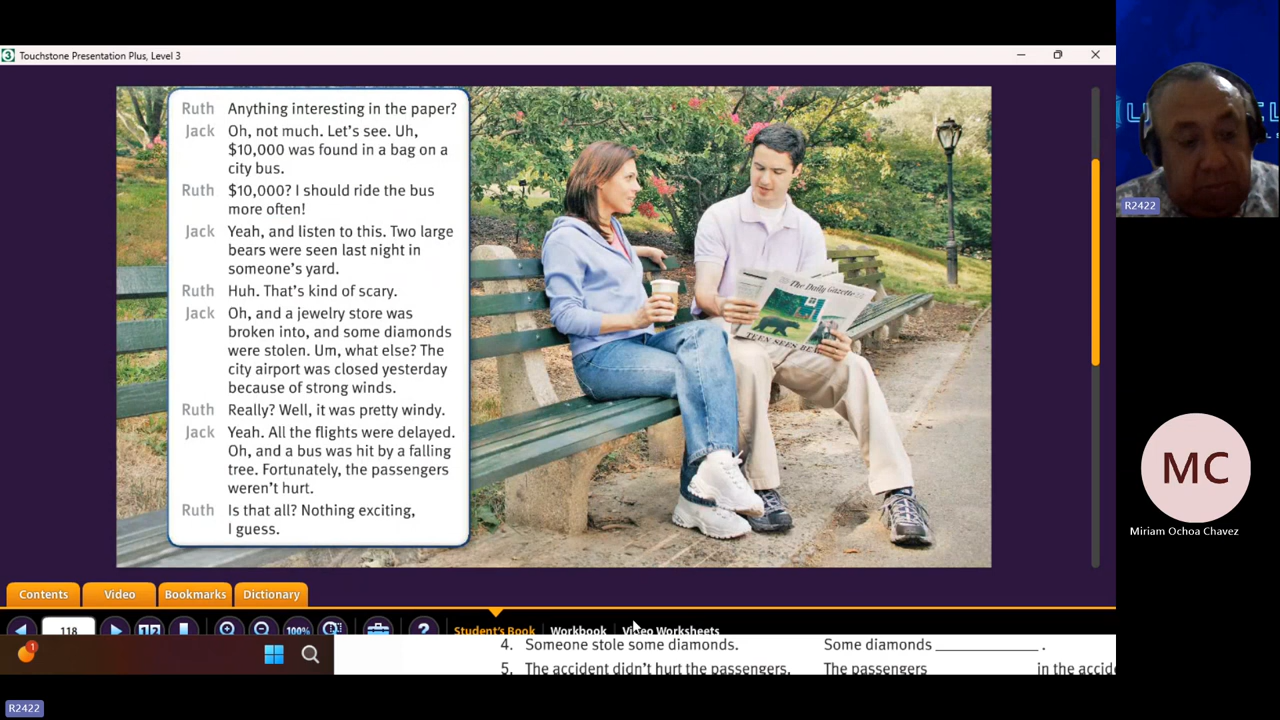 Touchstone Presentation Plus, Level 3
Ruth Anything interesting in the paper?
Jack Oh, not much. Let's see. Uh,
$10,000 was found in a bag on a
city bus.
Ruth $10,000? I should ride the bus
more often!
Jack Yeah, and listen to this. Two large
bears were seen last night in
someone's yard.
Ruth Huh. That's kind of scary.
Jack Oh, and a jewelry store was
broken into, and some diamonds
were stolen. Um, what else? The
city airport was closed yesterday
because of strong winds.
Ruth Really? Well, it was pretty windy.
Jack Yeah. All the flights were delayed.
Oh, and a bus was hit by a falling
tree. Fortunately, the passengers
weren't hurt.
Ruth Is that all? Nothing exciting,
I guess.
The Daily Gazette
TEEN SEES
R2422
MC
Miriam Ochoa Chavez
Contents Video Bookmarks Dictionary
118 1|2 100% ?
Student's Book Workbook Video Worksheets
4. Someone stole some diamonds. Some diamonds ____________ .
5. The accident didn't hurt the passengers. The passengers in the
1
R2422